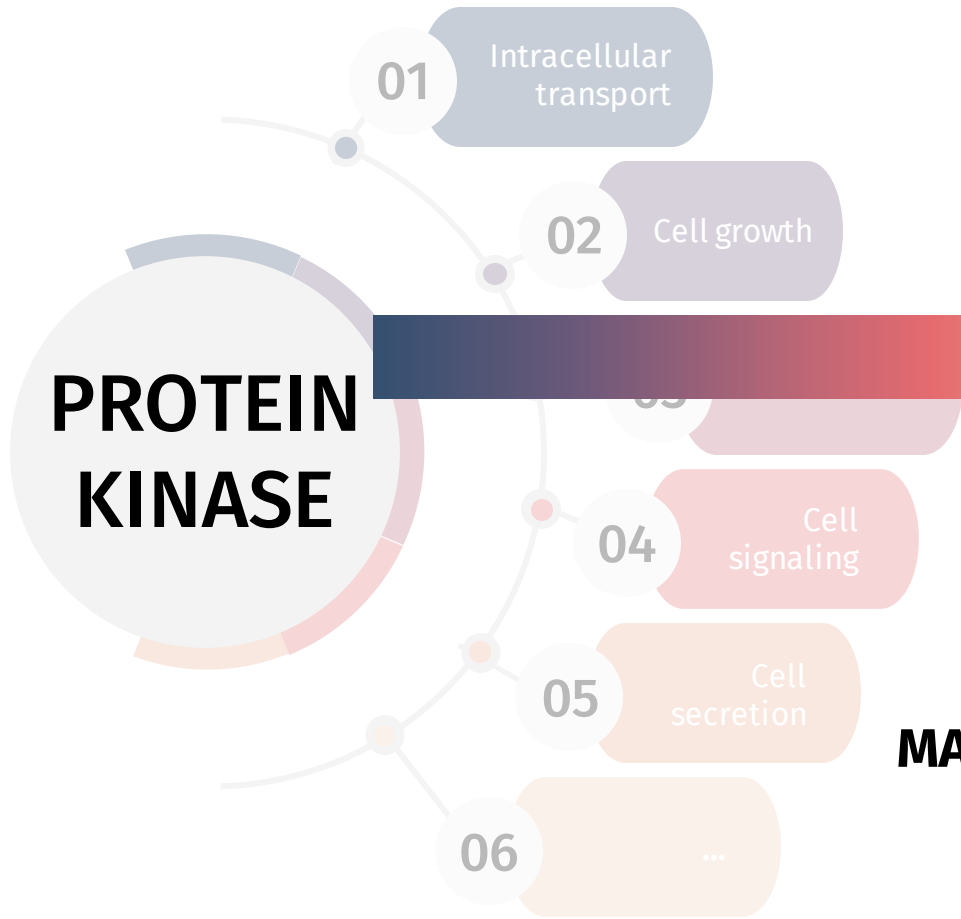 01
Intracellular
transport
02
Cell growth
PROTEIN
KINASE
04
Cell
signaling
05
Cell
secretion
06
...